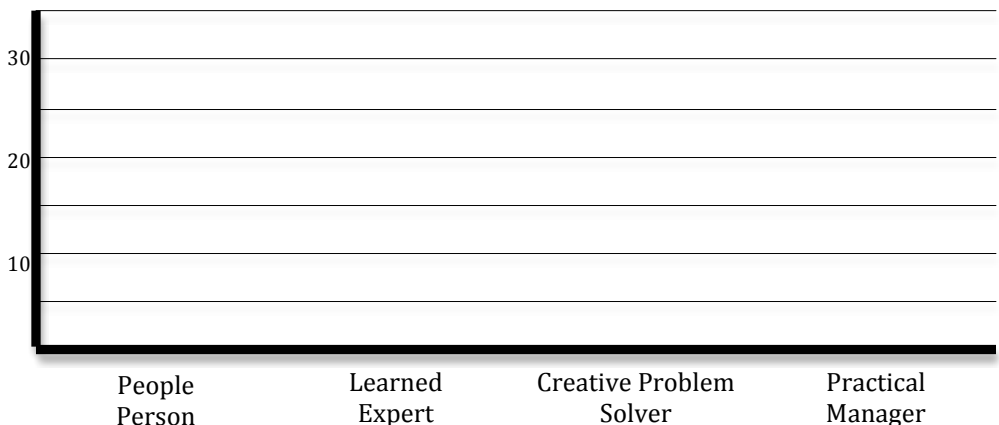 30
20
10
People Person
Learned Expert
Creative Problem Solver
Practical Manager